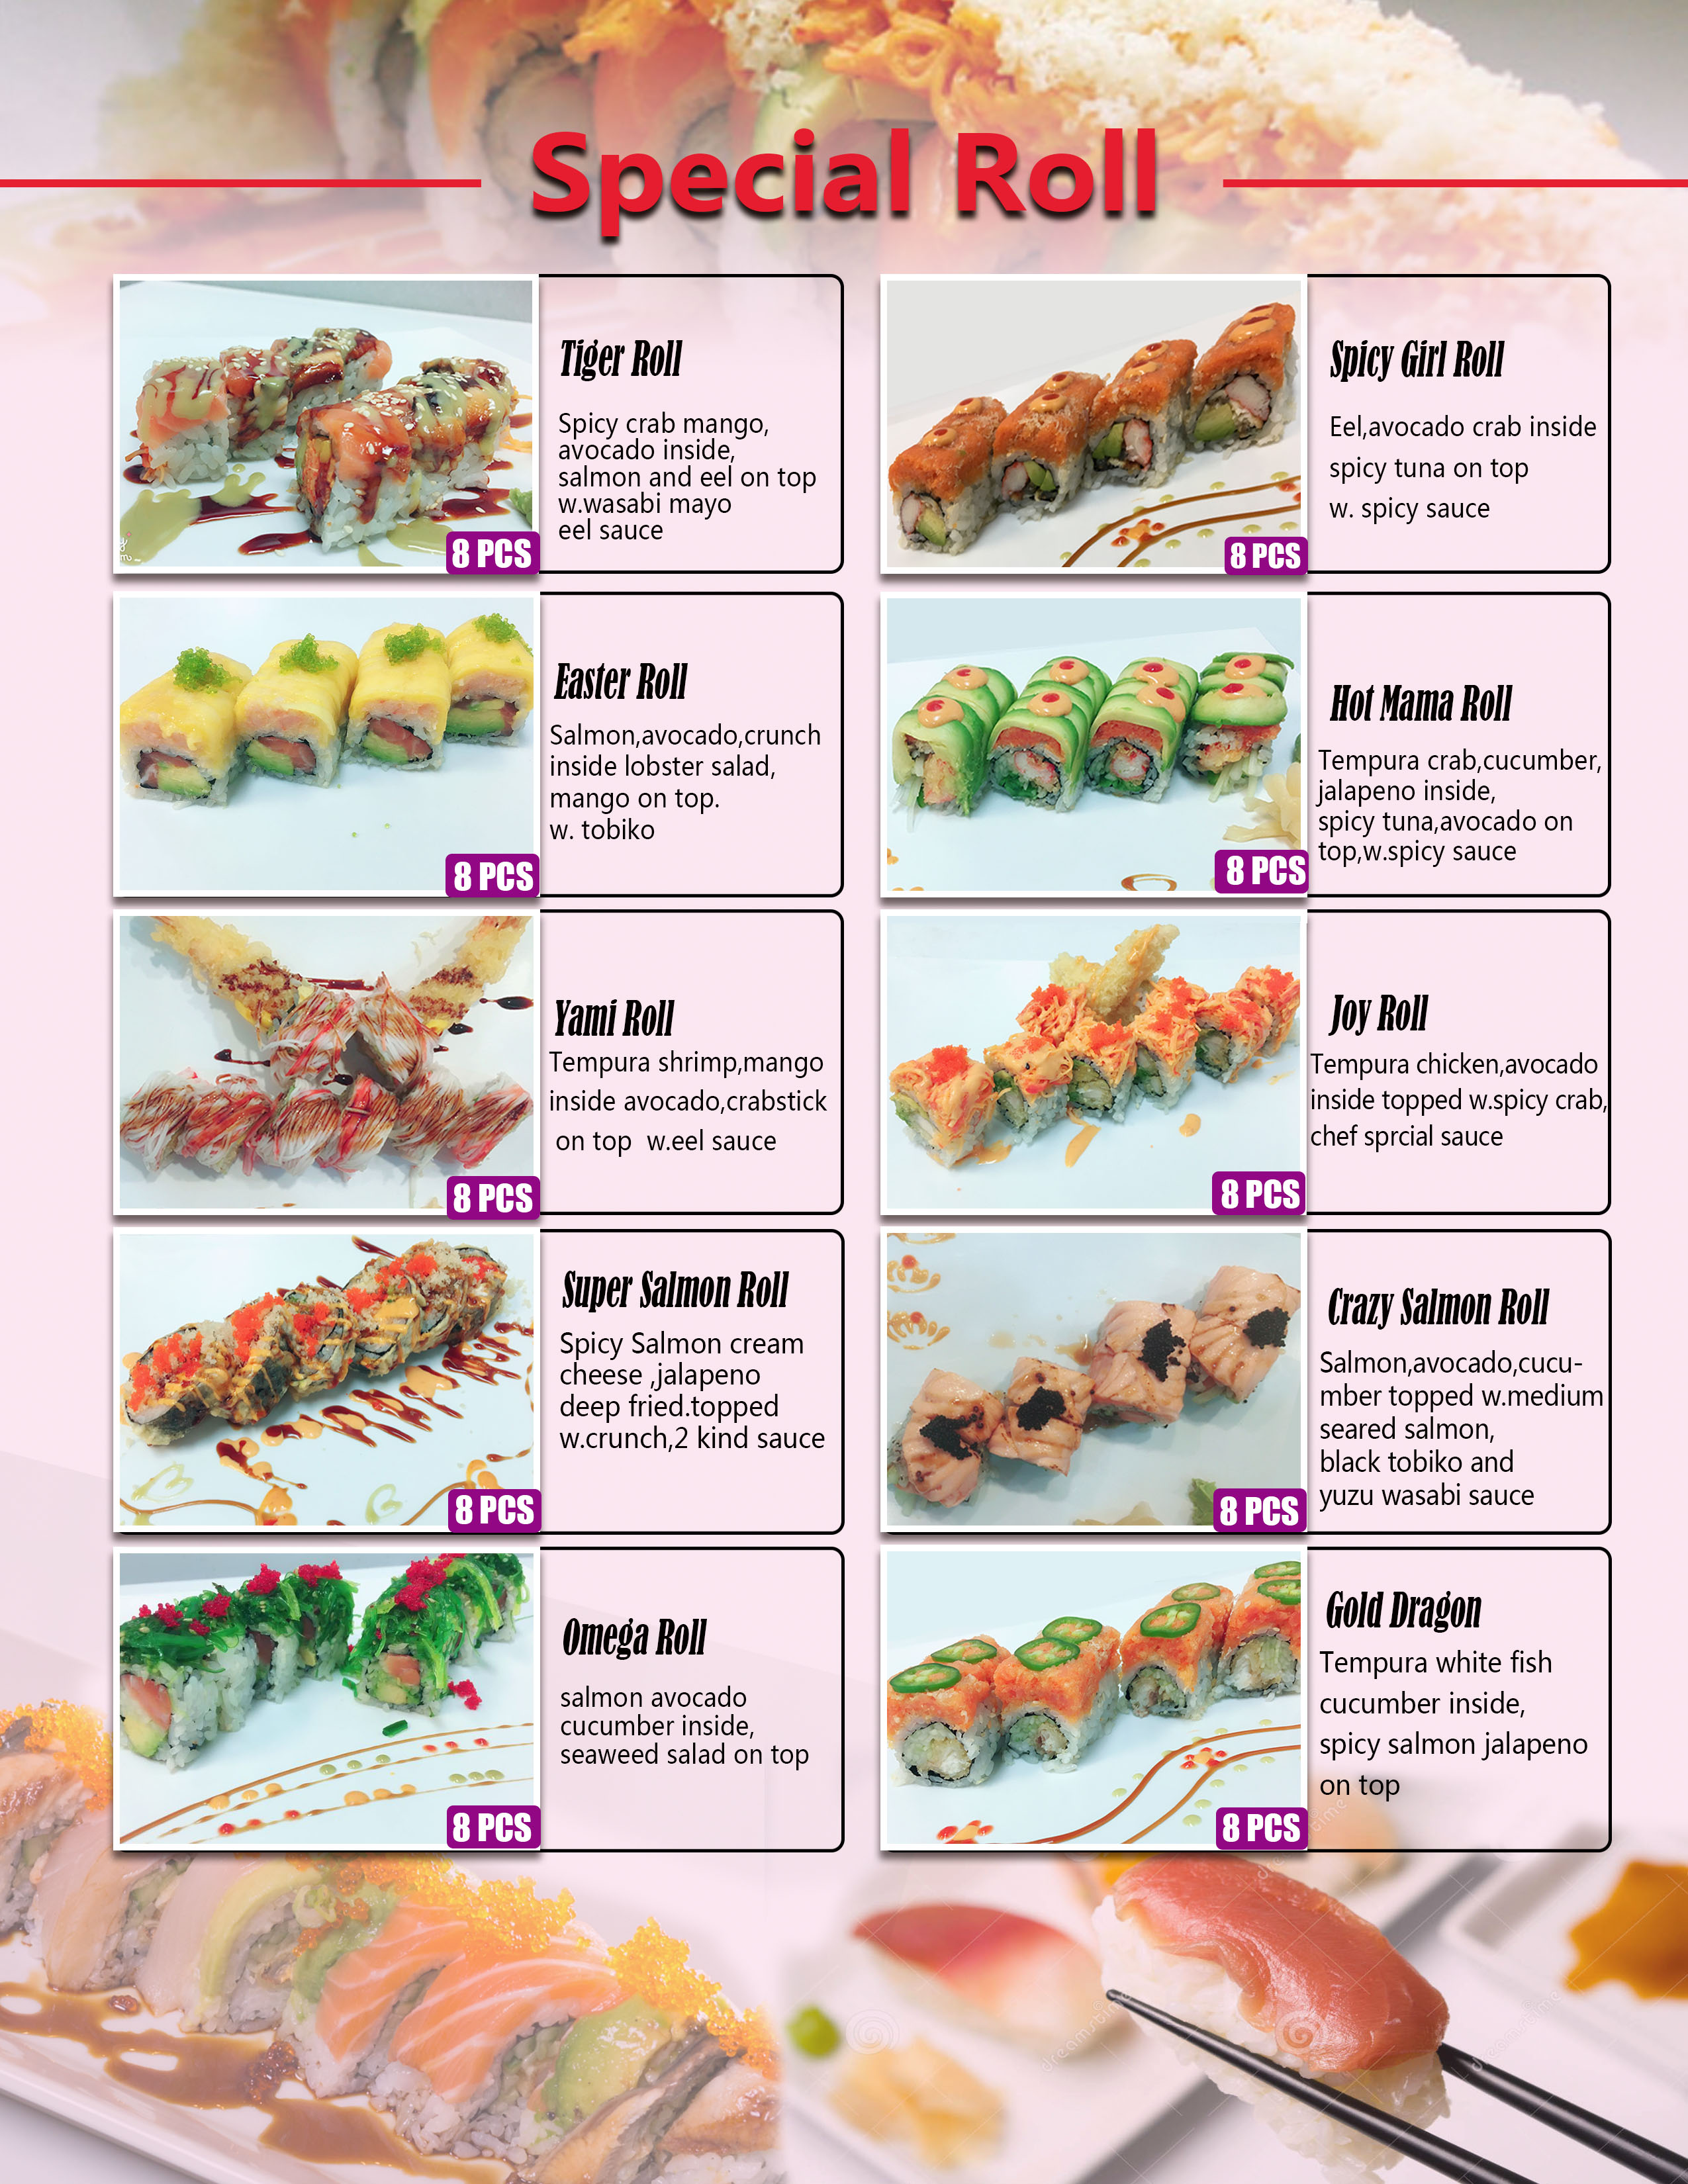 Special Roll
Tiger Roll
Spicy crab mango,
avocado inside,
salmon and eel on top
w.wasabi mayo
eel sauce
8 PCS
Spicy Girl Roll
Eel,avocado crab inside
spicy tuna on top
w. spicy sauce
8 PCS
Easter Roll
Salmon,avocado,crunch
inside lobster salad,
mango on top.
w. tobiko
8 PCS
Hot Mama Roll
Tempura crab,cucumber,
jalapeno inside,
spicy tuna,avocado on
top,w.spicy sauce
8 PCS
Yami Roll
Tempura shrimp,mango
inside avocado,crabstick
on top w.eel sauce
8 PCS
Joy Roll
Tempura chicken,avocado
inside topped w.spicy crab,
chef sprcial sauce
8 PCS
Super Salmon Roll
Spicy Salmon cream
cheese ,jalapeno
deep fried.topped
w.crunch,2 kind sauce
8 PCS
Crazy Salmon Roll
Salmon,avocado,cucu-
mber topped w.medium
seared salmon,
black tobiko and
yuzu wasabi sauce
8 PCS
Omega Roll
salmon avocado
cucumber inside,
seaweed salad on top
8 PCS
Gold Dragon
Tempura white fish
cucumber inside,
spicy salmon jalapeno
on top
8 PCS
dreamstime
dreamstime